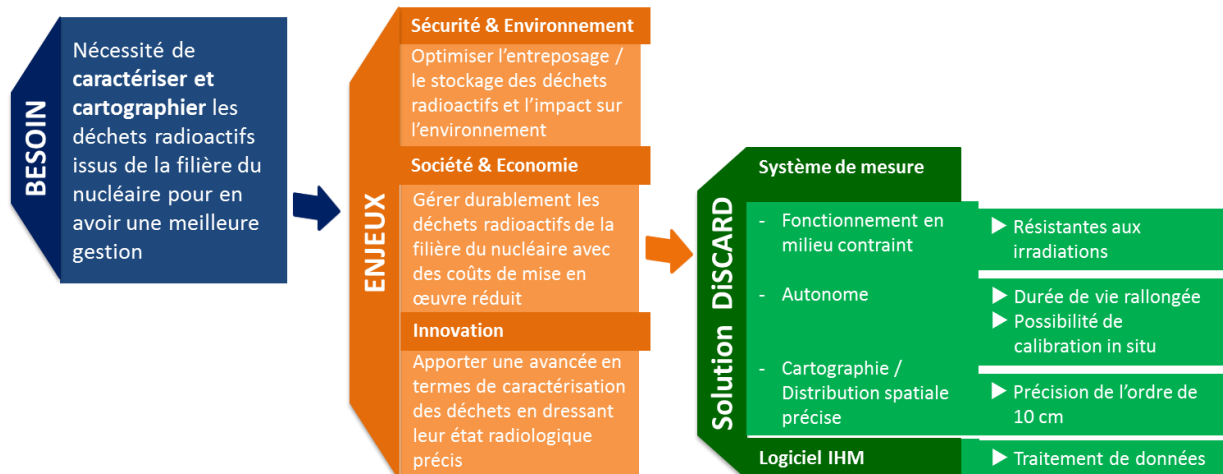 BESOIN
Nécessité de
caractériser et
cartographier les
déchets radioactifs
issus de la filière du
nucléaire pour en
avoir une meilleure
gestion
ENJEUX
Sécurité & Environnement
Optimiser l’entreposage /
le stockage des déchets
radioactifs et l’impact sur
l’environnement
Société & Economie
Gérer durablement les
déchets radioactifs de la
filière du nucléaire avec
des coûts de mise en
œuvre réduit
Innovation
Apporter une avancée en
termes de caractérisation
des déchets en dressant
leur état radiologique
précis
Solution DiSCARD
Système de mesure
- Fonctionnement en
milieu contraint
▶ Résistantes aux
irradiations
- Autonome
▶ Durée de vie rallongée
▶ Possibilité de
calibration in situ
- Cartographie /
Distribution spatiale
précise
▶ Précision de l’ordre de
10 cm
Logiciel IHM
▶ Traitement de données